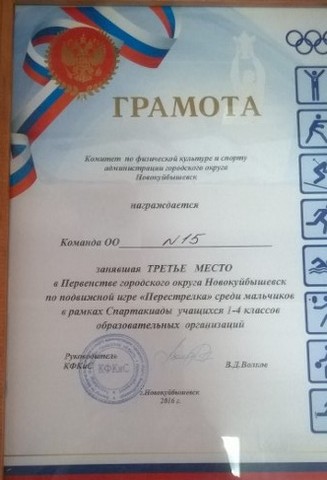 ГРАМОТА
Комитет по физической культуре и спорту
администрации городского округа
Новокуйбышевск
награждается
Команда ОО № 15
занявшая ТРЕТЬЕ МЕСТО
в Первенстве городского округа Новокуйбышевск
по подвижной игре «Перестрелка» среди мальчиков
в рамках Спартакиады учащихся 1-4 классов
образовательных организаций
Руководитель
КФКиС В.Д.Волков
КФКиС
г.Новокуйбышевск
2016 г.